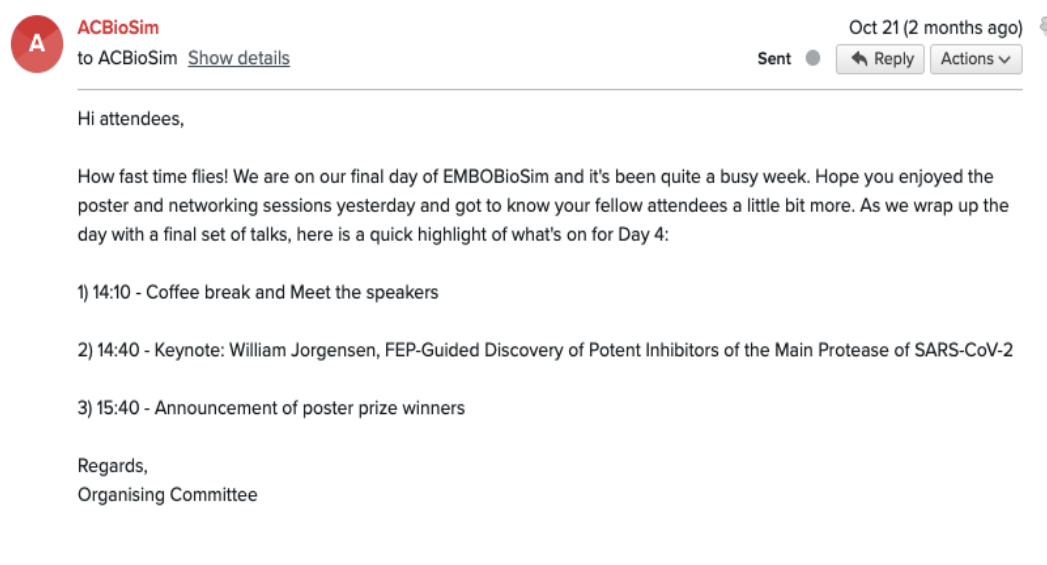 A
ACBioSim
Oct 21 (2 months ago)
to ACBioSim Show details
Sent
Reply
Actions
Hi attendees,
How fast time flies! We are on our final day of EMBOBioSim and it's been quite a busy week. Hope you enjoyed the
poster and networking sessions yesterday and got to know your fellow attendees a little bit more. As we wrap up the
day with a final set of talks, here is a quick highlight of what's on for Day 4:
1) 14:10 - Coffee break and Meet the speakers
2) 14:40 - Keynote: William Jorgensen, FEP-Guided Discovery of Potent Inhibitors of the Main Protease of SARS-CoV-2
3) 15:40 - Announcement of poster prize winners
Regards,
Organising Committee